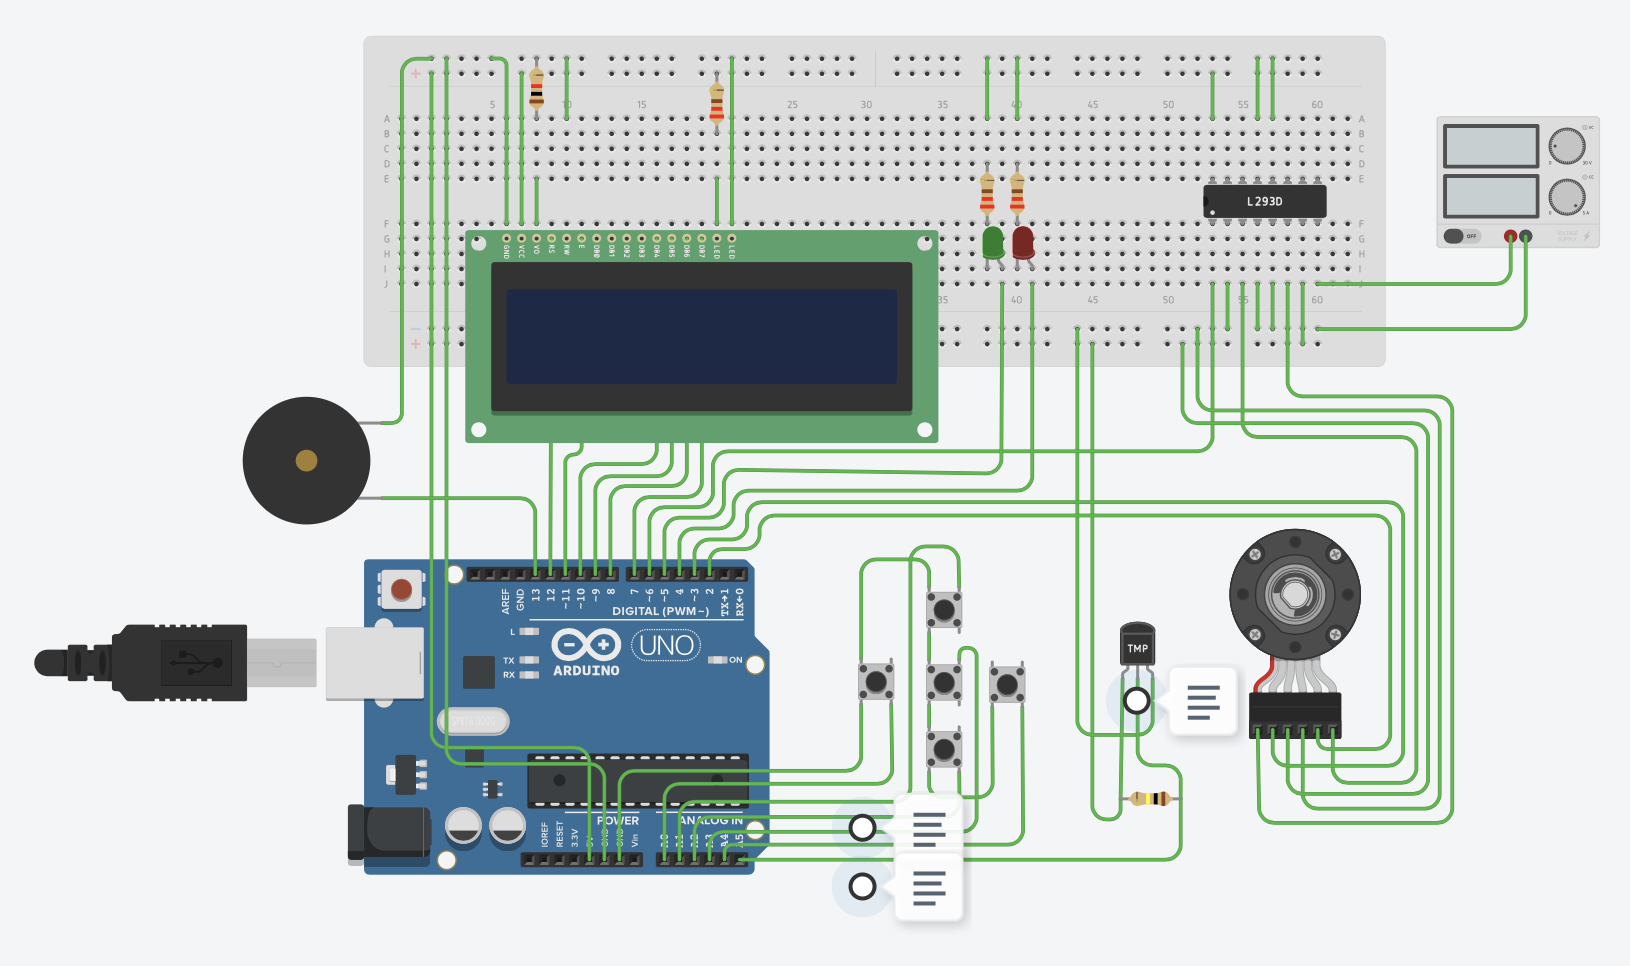 +
5 10 15 25 30 35 40 45 50 55 60
A A
B B
C C
D D
E E
L293D
F F
G G
H H
I I
J J
GND VCC VO RS RW E DB0 DB1 DB2 DB3 DB4 DB5 DB6 DB7 LED LED
35 40 45 50 55 60
−
+
OFF
VOLTAGE
SUPPLY
AREF GND 13 12 ~11 ~10 ~9 8 7 ~6 ~5 4 ~3 2 TX→1 RX←0
DIGITAL (PWM~)
L
TX
RX
UNO
ARDUINO
ON
TMP
POWER
ANALOG IN
IOREF RESET 3.3V 5V GND GND Vin A0 A1 A2 A3 A4 A5